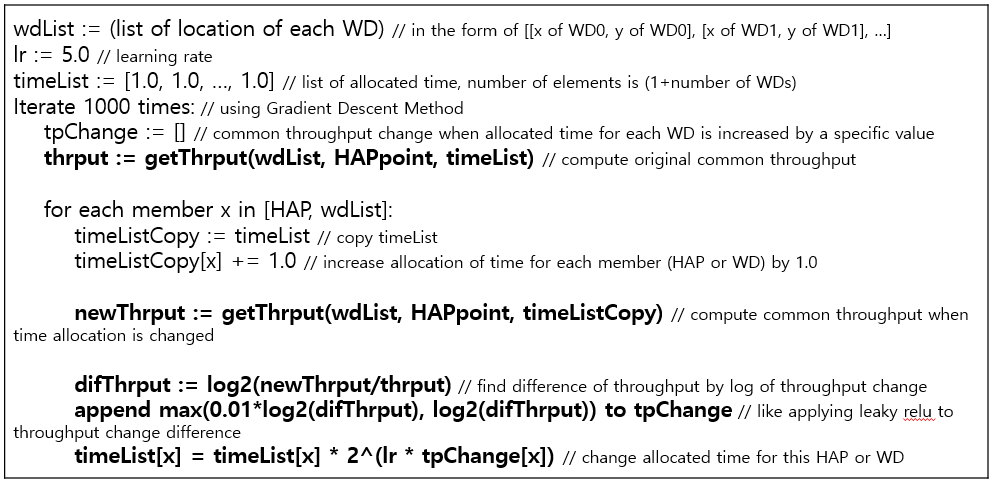 wdList := (list of location of each WD) // in the form of [[x of WD0, y of WD0], [x of WD1, y of WD1], ...]
lr := 5.0 // learning rate
timeList := [1.0, 1.0, ..., 1.0] // list of allocated time, number of elements is (1+number of WDs)
Iterate 1000 times: // using Gradient Descent Method
tpChange := [] // common throughput change when allocated time for each WD is increased by a specific value
thrput := getThrput(wdList, HAPpoint, timeList) // compute original common throughput
for each member x in [HAP, wdList]:
timeListCopy := timeList // copy timeList
timeListCopy[x] += 1.0 // increase allocation of time for each member (HAP or WD) by 1.0
newThrput := getThrput(wdList, HAPpoint, timeListCopy) // compute common throughput when
time allocation is changed
difThrput := log2(newThrput/thrput) // find difference of throughput by log of throughput change
append max(0.01*log2(difThrput), log2(difThrput)) to tpChange // like applying leaky relu to
throughput change difference
timeList[x] = timeList[x] * 2^(lr * tpChange[x]) // change allocated time for this HAP or WD